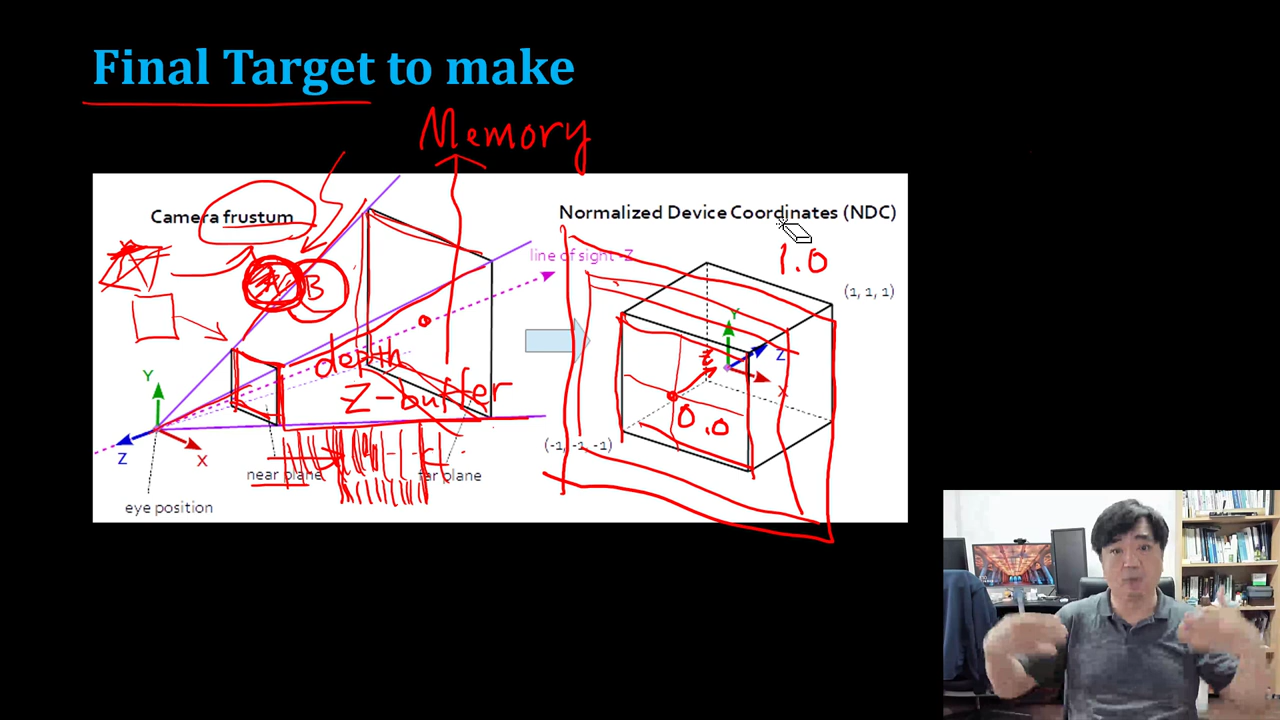 Final Target to make
Memory
Camera frustum
Normalized Device Coordinates (NDC)
line of sight -Z
1.0
(1, 1, 1)
B
depth
Z-buffer
Y
Z
X
Y
Z
X
z
0.0
(-1, -1, -1)
near plane
far plane
eye position